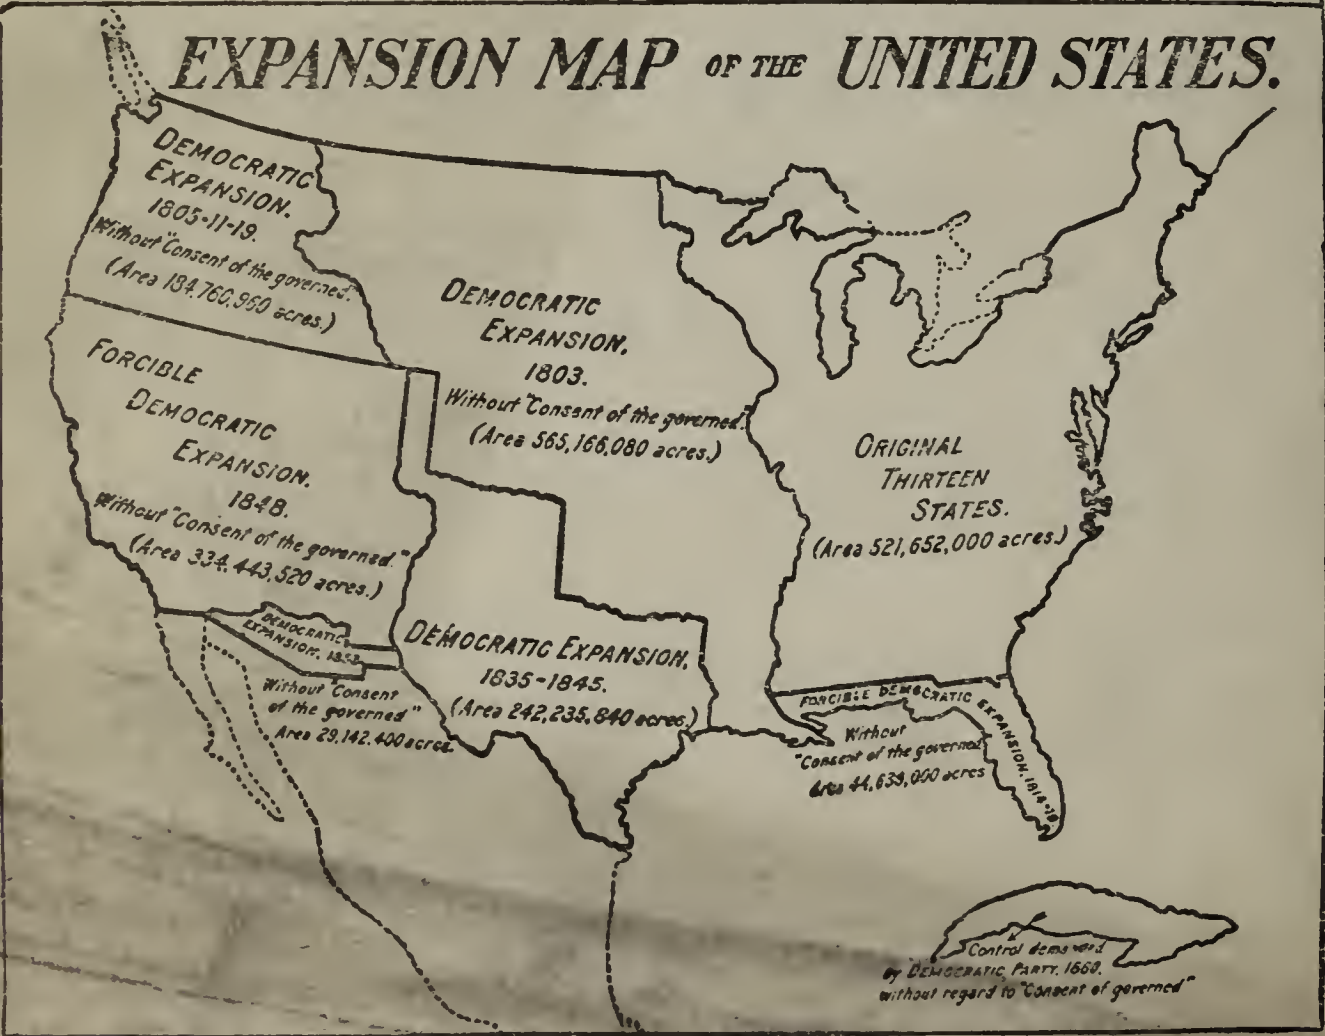 EXPANSION MAP OF THE UNITED STATES.
DEMOCRATIC
EXPANSION.
1805-11-19.
Without "Consent of the governed."
(Area 184,760,960 acres.)
DEMOCRATIC
EXPANSION,
1803.
Without "Consent of the governed."
(Area 565,166,080 acres.)
FORCIBLE
DEMOCRATIC
EXPANSION.
1848.
Without "Consent of the governed."
(Area 334,443,520 acres.)
ORIGINAL
THIRTEEN
STATES.
(Area 521,652,000 acres.)
DEMOCRATIC
EXPANSION,
Without "Consent
of the governed"
Area 29,142,400 acres.
DEMOCRATIC EXPANSION,
1835-1845.
(Area 242,235,840 acres.)
FORCIBLE DEMOCRATIC EXPANSION, 1814-19.
Without
"Consent of the governed
Area 44,639,000 acres
Control demanded
by DEMOCRATIC PARTY,
without regard to "Consent of governed"